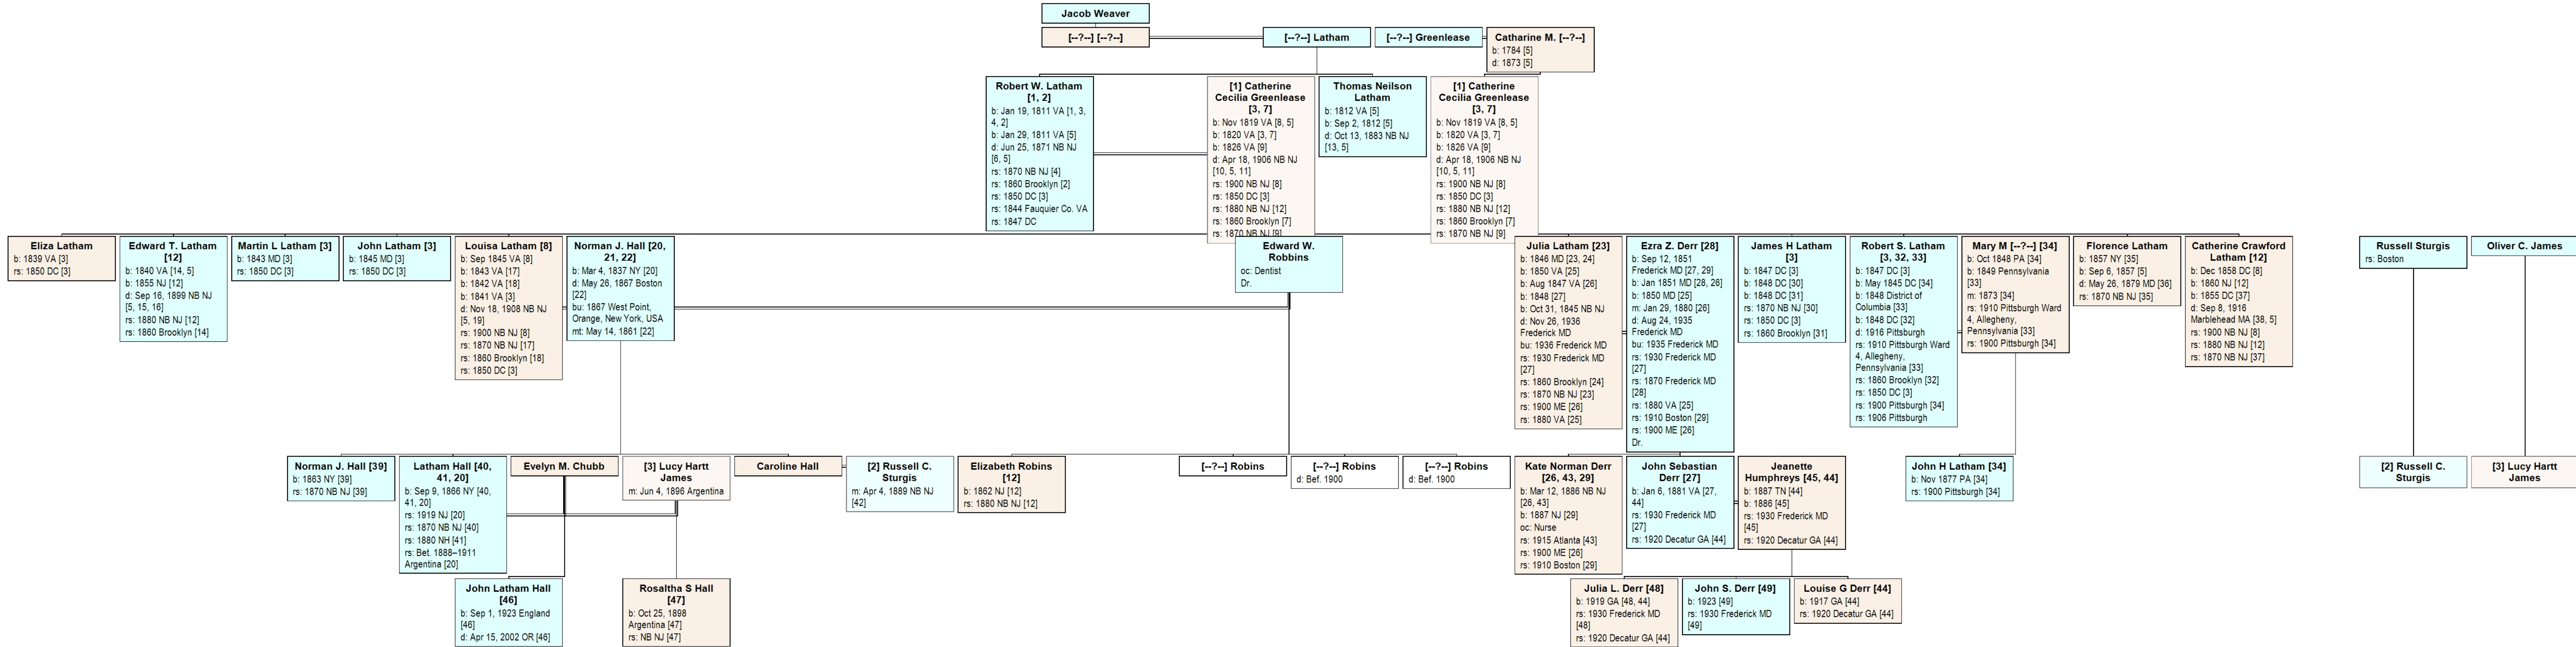 Jacob Weaver
[--?--] [--?--]
[--?--] Latham
[--?--] Greenlease
Catharine M. [--?--]
b: 1784 [5]
d: 1873 [5]
Robert W. Latham
[1, 2]
b: Jan 19, 1811 VA [1, 3,
4, 2]
b: Jan 29, 1811 VA [5]
d: Jun 25, 1871 NB NJ
[6, 5]
rs: 1870 NB NJ [4]
rs: 1860 Brooklyn [2]
rs: 1850 DC [3]
rs: 1844 Fauquier Co. VA
rs: 1847 DC
[1] Catherine
Cecilia Greenlease
[3, 7]
b: Nov 1819 VA [8, 5]
b: 1820 VA [3, 7]
b: 1826 VA [9]
d: Apr 18, 1906 NB NJ
[10, 5, 11]
rs: 1900 NB NJ [8]
rs: 1850 DC [3]
rs: 1880 NB NJ [12]
rs: 1860 Brooklyn [7]
rs: 1870 NB NJ [9]
Thomas Neilson
Latham
b: 1812 VA [5]
b: Sep 2, 1812 [5]
d: Oct 13, 1883 NB NJ
[13, 5]
[1] Catherine
Cecilia Greenlease
[3, 7]
b: Nov 1819 VA [8, 5]
b: 1820 VA [3, 7]
b: 1826 VA [9]
d: Apr 18, 1906 NB NJ
[10, 5, 11]
rs: 1900 NB NJ [8]
rs: 1850 DC [3]
rs: 1880 NB NJ [12]
rs: 1860 Brooklyn [7]
rs: 1870 NB NJ [9]
Eliza Latham
b: 1839 VA [3]
rs: 1850 DC [3]
Edward T. Latham
[12]
b: 1840 VA [14, 5]
b: 1855 NJ [12]
d: Sep 16, 1899 NB NJ
[5, 15, 16]
rs: 1880 NB NJ [12]
rs: 1860 Brooklyn [14]
Martin L Latham [3]
b: 1843 MD [3]
rs: 1850 DC [3]
John Latham [3]
b: 1845 MD [3]
rs: 1850 DC [3]
Louisa Latham [8]
b: Sep 1845 VA [8]
b: 1843 VA [17]
b: 1842 VA [18]
b: 1841 VA [3]
d: Nov 18, 1908 NB NJ
[5, 19]
rs: 1900 NB NJ [8]
rs: 1870 NB NJ [17]
rs: 1860 Brooklyn [18]
rs: 1850 DC [3]
Norman J. Hall [20,
21, 22]
b: Mar 4, 1837 NY [20]
d: May 26, 1867 Boston
[22]
bu: 1867 West Point,
Orange, New York, USA
mt: May 14, 1861 [22]
Edward W.
Robbins
oc: Dentist
Dr.
Julia Latham [23]
b: 1846 MD [23, 24]
b: 1850 VA [25]
b: Aug 1847 VA [26]
b: 1848 [27]
b: Oct 31, 1845 NB NJ
d: Nov 26, 1936
Frederick MD
bu: 1936 Frederick MD
rs: 1930 Frederick MD
[27]
rs: 1860 Brooklyn [24]
rs: 1870 NB NJ [23]
rs: 1900 ME [26]
rs: 1880 VA [25]
Ezra Z. Derr [28]
b: Sep 12, 1851
Frederick MD [27, 29]
b: Jan 1851 MD [28, 26]
b: 1850 MD [25]
m: Jan 29, 1880 [26]
d: Aug 24, 1935
Frederick MD
bu: 1935 Frederick MD
rs: 1930 Frederick MD
[27]
rs: 1870 Frederick MD
[28]
rs: 1880 VA [25]
rs: 1910 Boston [29]
rs: 1900 ME [26]
Dr.
James H Latham
[3]
b: 1847 DC [3]
b: 1848 DC [30]
b: 1848 DC [31]
rs: 1870 NB NJ [30]
rs: 1850 DC [3]
rs: 1860 Brooklyn [31]
Robert S. Latham
[3, 32, 33]
b: 1847 DC [3]
b: May 1845 DC [34]
b: 1848 District of
Columbia [33]
b: 1848 DC [32]
d: 1916 Pittsburgh
rs: 1910 Pittsburgh Ward
4, Allegheny,
Pennsylvania [33]
rs: 1860 Brooklyn [32]
rs: 1850 DC [3]
rs: 1900 Pittsburgh [34]
rs: 1906 Pittsburgh
Mary M [--?--] [34]
b: Oct 1848 PA [34]
b: 1849 Pennsylvania
[33]
m: 1873 [34]
rs: 1910 Pittsburgh Ward
4, Allegheny,
Pennsylvania [33]
rs: 1900 Pittsburgh [34]
Florence Latham
b: 1857 NY [35]
b: Sep 6, 1857 [5]
d: May 26, 1879 MD [36]
rs: 1870 NB NJ [35]
Catherine Crawford
Latham [12]
b: Dec 1858 DC [8]
b: 1860 NJ [12]
b: 1855 DC [37]
d: Sep 8, 1916
Marblehead MA [38, 5]
rs: 1900 NB NJ [8]
rs: 1880 NB NJ [12]
rs: 1870 NB NJ [37]
Russell Sturgis
rs: Boston
Oliver C. James
Norman J. Hall [39]
b: 1863 NY [39]
rs: 1870 NB NJ [39]
Latham Hall [40,
41, 20]
b: Sep 9, 1866 NY [40,
41, 20]
rs: 1919 NJ [20]
rs: 1870 NB NJ [40]
rs: 1880 NH [41]
rs: Bet. 1888–1911
Argentina [20]
Evelyn M. Chubb
[3] Lucy Hartt
James
m: Jun 4, 1896 Argentina
Caroline Hall
[2] Russell C.
Sturgis
m: Apr 4, 1889 NB NJ
[42]
Elizabeth Robins
[12]
b: 1862 NJ [12]
rs: 1880 NB NJ [12]
[--?--] Robins
[--?--] Robins
d: Bef. 1900
[--?--] Robins
d: Bef. 1900
Kate Norman Derr
[26, 43, 29]
b: Mar 12, 1886 NB NJ
[26, 43]
b: 1887 NJ [29]
oc: Nurse
rs: 1915 Atlanta [43]
rs: 1900 ME [26]
rs: 1910 Boston [29]
John Sebastian
Derr [27]
b: Jan 6, 1881 VA [27,
44]
rs: 1930 Frederick MD
[27]
rs: 1920 Decatur GA [44]
Jeanette
Humphreys [45, 44]
b: 1887 TN [44]
b: 1886 [45]
rs: 1930 Frederick MD
[45]
rs: 1920 Decatur GA [44]
John H Latham [34]
b: Nov 1877 PA [34]
rs: 1900 Pittsburgh [34]
[2] Russell C.
Sturgis
[3] Lucy Hartt
James
John Latham Hall
[46]
b: Sep 1, 1923 England
[46]
d: Apr 15, 2002 OR [46]
Rosaltha S Hall
[47]
b: Oct 25, 1898
Argentina [47]
rs: NB NJ [47]
Julia L. Derr [48]
b: 1919 GA [48, 44]
rs: 1930 Frederick MD
[48]
rs: 1920 Decatur GA [44]
John S. Derr [49]
b: 1923 [49]
rs: 1930 Frederick MD
[49]
Louise G Derr [44]
b: 1917 GA [44]
rs: 1920 Decatur GA [44]